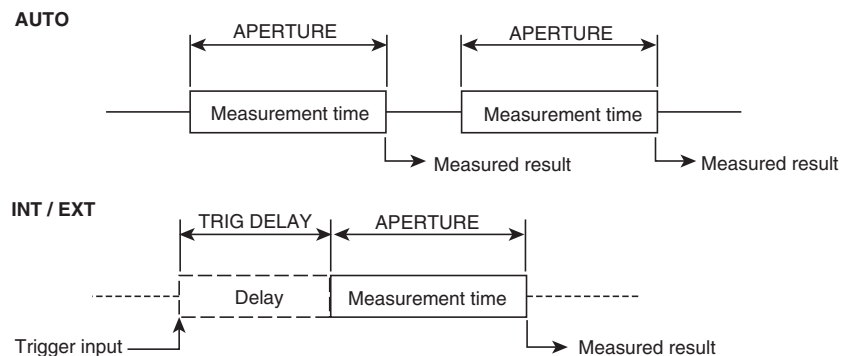 AUTO
APERTURE APERTURE
Measurement time Measurement time
Measured result Measured result
INT / EXT
TRIG DELAY APERTURE
Delay Measurement time
Trigger input Measured result